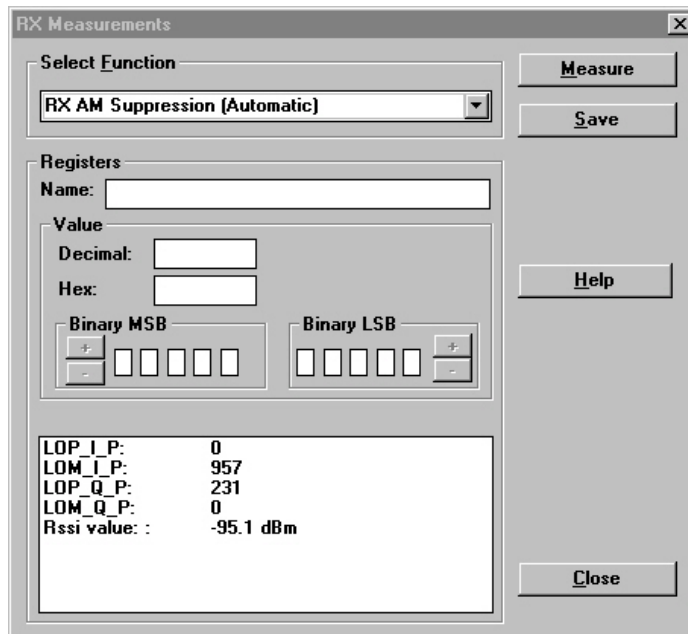 RX Measurements
Select Function
RX AM Suppression (Automatic)
Measure
Save
Registers
Name:
Value
Decimal:
Hex:
Help
Binary MSB
Binary LSB
+
-
+
-
LOP_I_P: 0
LOM_I_P: 957
LOP_Q_P: 231
LOM_Q_P: 0
Rssi value: : -95.1 dBm
Close